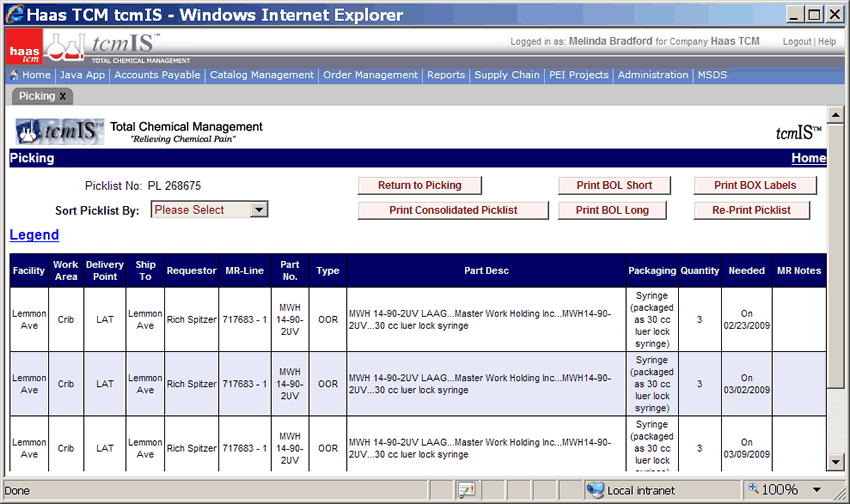 Haas TCM tcmIS - Windows Internet Explorer
haas tcm
tcmIS™
TOTAL CHEMICAL MANAGEMENT
Logged in as: Melinda Bradford for Company Haas TCM
Logout | Help
Home | Java App | Accounts Payable | Catalog Management | Order Management | Reports | Supply Chain | PEI Projects | Administration | MSDS
Picking x
tcmIS
Total Chemical Management
"Relieving Chemical Pain"
tcmIS™
Picking
Home
Picklist No: PL 268675
Return to Picking
Print BOL Short
Print BOX Labels
Sort Picklist By: Please Select
Print Consolidated Picklist
Print BOL Long
Re-Print Picklist
Legend
Facility Work Area Delivery Point Ship To Requestor MR-Line Part No. Type Part Desc Packaging Quantity Needed MR Notes
Lemmon Ave Crib LAT Lemmon Ave Rich Spitzer 717683 - 1 MWH 14-90-2UV OOR MWH 14-90-2UV LAAG...Master Work Holding Inc...MWH14-90-2UV...30 cc luer lock syringe Syringe (packaged as 30 cc luer lock syringe) 3 On 02/23/2009
Lemmon Ave Crib LAT Lemmon Ave Rich Spitzer 717683 - 1 MWH 14-90-2UV OOR MWH 14-90-2UV LAAG...Master Work Holding Inc...MWH14-90-2UV...30 cc luer lock syringe Syringe (packaged as 30 cc luer lock syringe) 3 On 03/02/2009
Lemmon Ave Crib LAT Lemmon Ave Rich Spitzer 717683 - 1 MWH 14-90-2UV OOR MWH 14-90-2UV LAAG...Master Work Holding Inc...MWH14-90-2UV...30 cc luer lock syringe Syringe (packaged as 30 cc luer lock syringe) 3 On 03/09/2009
Done
Local intranet
100%